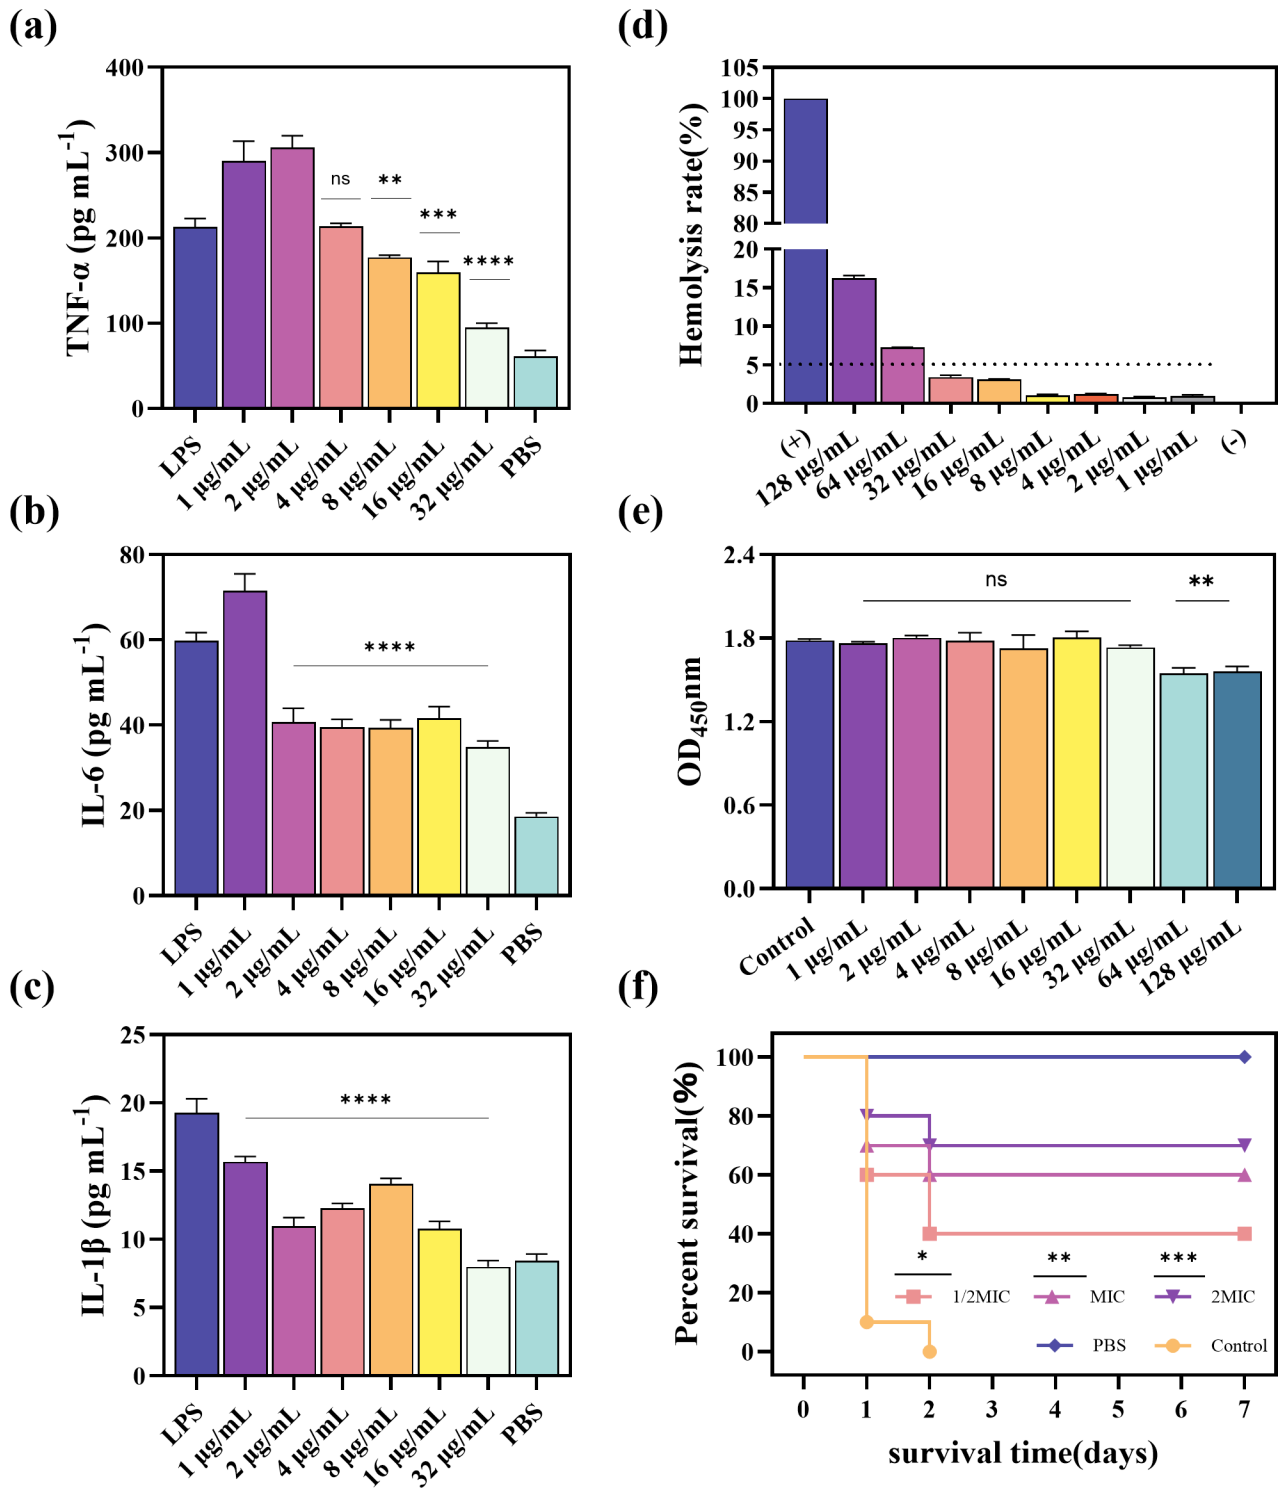 (a)
TNF-α (pg mL⁻¹)
400
300
200
100
0
ns
**
***
****
LPS
1 μg/mL
2 μg/mL
4 μg/mL
8 μg/mL
16 μg/mL
32 μg/mL
PBS
(b)
IL-6 (pg mL⁻¹)
80
60
40
20
0
****
LPS
1 μg/mL
2 μg/mL
4 μg/mL
8 μg/mL
16 μg/mL
32 μg/mL
PBS
(c)
IL-1β (pg mL⁻¹)
25
20
15
10
5
0
****
LPS
1 μg/mL
2 μg/mL
4 μg/mL
8 μg/mL
16 μg/mL
32 μg/mL
PBS
(d)
Hemolysis rate(%)
105
100
95
90
85
80
20
15
10
5
0
(+)
128 μg/mL
64 μg/mL
32 μg/mL
16 μg/mL
8 μg/mL
4 μg/mL
2 μg/mL
1 μg/mL
(-)
(e)
OD₄₅₀nm
2.4
1.8
1.2
0.6
0.0
ns
**
Control
1 μg/mL
2 μg/mL
4 μg/mL
8 μg/mL
16 μg/mL
32 μg/mL
64 μg/mL
128 μg/mL
(f)
Percent survival(%)
100
80
60
40
20
0
*
**
***
1/2MIC
MIC
2MIC
PBS
Control
0 1 2 3 4 5 6 7
survival time(days)